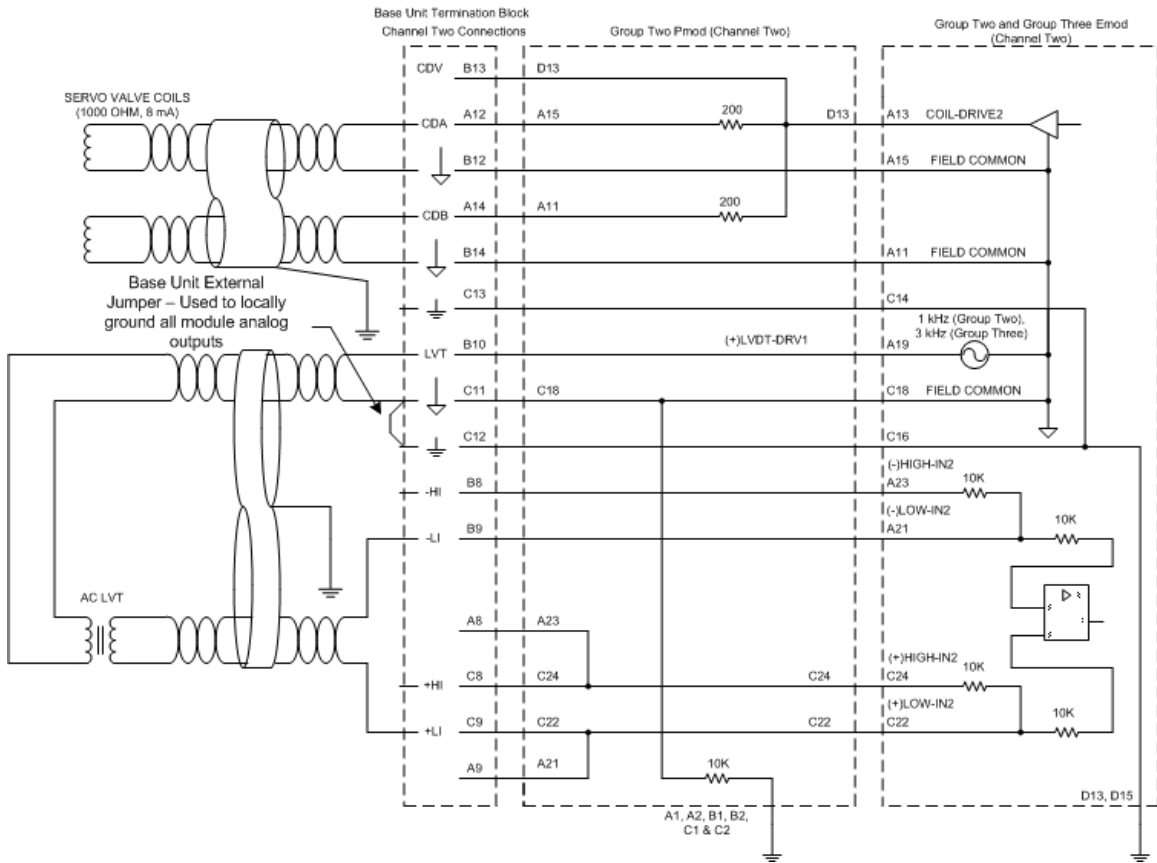 Base Unit Termination Block
Channel Two Connections
Group Two Pmod (Channel Two)
Group Two and Group Three Emod
(Channel Two)
CDV B13 D13
SERVO VALVE COILS
(1000 OHM, 8 mA)
CDA A12 A15 200 D13 A13 COIL-DRIVE2
B12 A15 FIELD COMMON
CDB A14 A11 200
B14 A11 FIELD COMMON
Base Unit External
Jumper – Used to locally
ground all module analog
outputs
C13 C14
1 kHz (Group Two),
3 kHz (Group Three)
LVT B10 (+)LVDT-DRV1 A19
C11 C18 C18 FIELD COMMON
C12 C16
(-)HIGH-IN2
-HI B8 A23 10K
(-)LOW-IN2
-LI B9 A21 10K
AC LVT
A8 A23
(+)HIGH-IN2
+HI C8 C24 C24 C24 10K
(+)LOW-IN2
+LI C9 C22 C22 C22 10K
A9 A21 10K
D13, D15
A1, A2, B1, B2,
C1 & C2